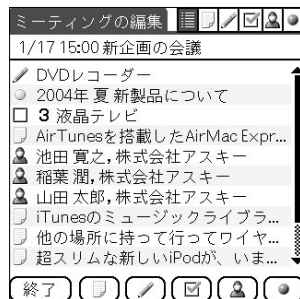 ミーティングの編集
1/17 15:00 新企画の会議
DVDレコーダー
2004年 夏 新製品について
3 液晶テレビ
AirTunesを搭載したAirMac Expr...
池田 寛之,株式会社アスキー
稲葉 潤,株式会社アスキー
山田 太郎,株式会社アスキー
iTunesのミュージックライブラ...
他の場所に持って行ってワイヤ...
超スリムな新しいiPodが、いま...
終了